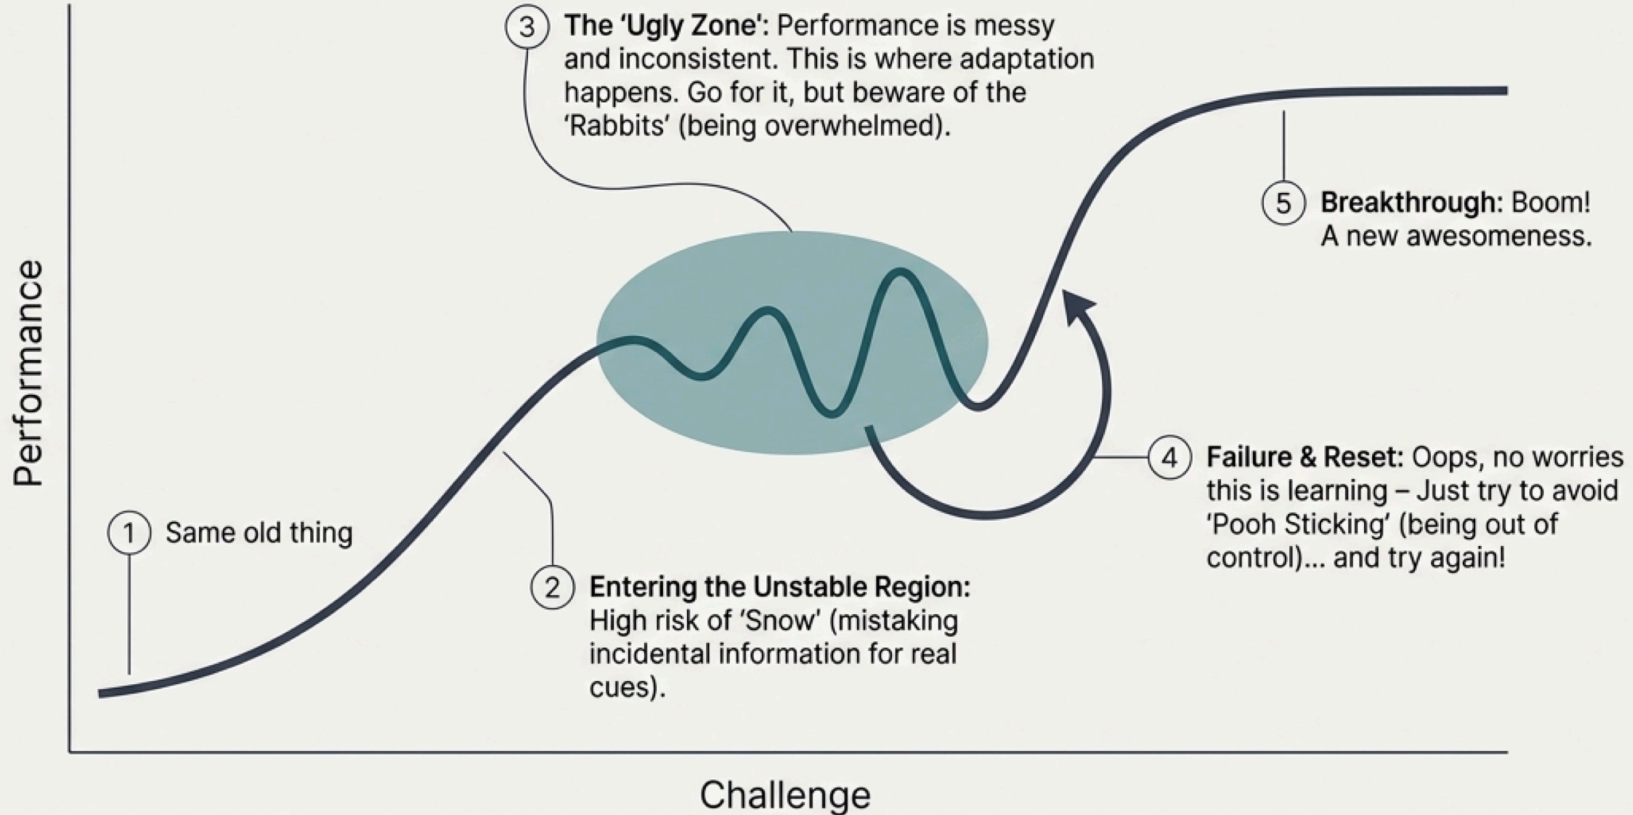 3 The ‘Ugly Zone': Performance is messy
and inconsistent. This is where adaptation
happens. Go for it, but beware of the
‘Rabbits’ (being overwhelmed).
5 Breakthrough: Boom!
A new awesomeness.
Performance
4 Failure & Reset: Oops, no worries
this is learning – Just try to avoid
‘Pooh Sticking’ (being out of
control)... and try again!
1 Same old thing
2 Entering the Unstable Region:
High risk of ‘Snow’ (mistaking
incidental information for real
cues).
Challenge